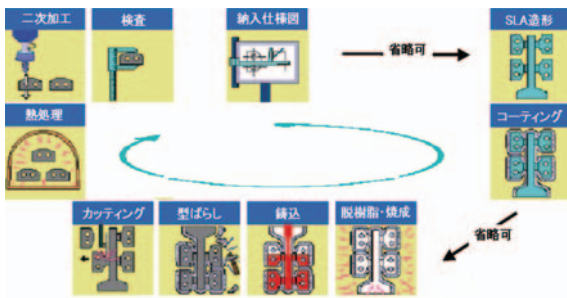 二次加工
検査
納入仕様図
省略可
SLA造形
熱処理
コーティング
カッティング
型ばらし
鋳込
脱樹脂・焼成
省略可